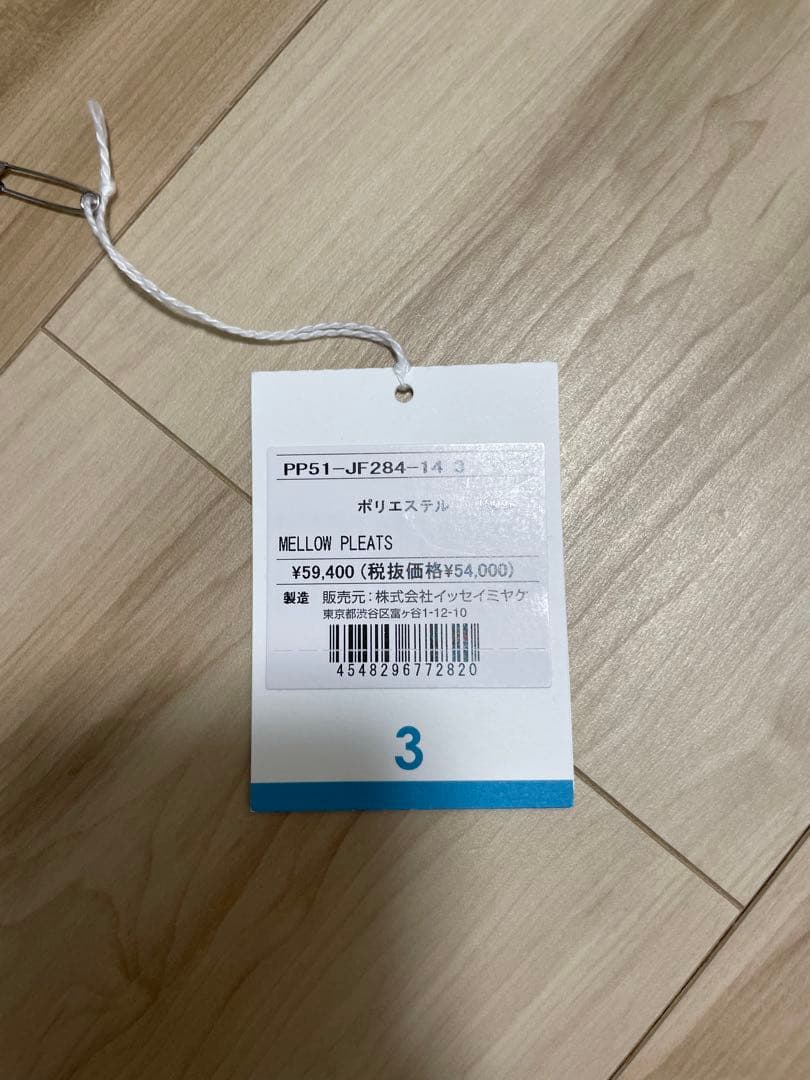 PP51-JF284-14 3
ポリエステル
MELLOW PLEATS
¥59,400 (税抜価格¥54,000)
製造 販売元:株式会社イッセイミヤケ
東京都渋谷区富ヶ谷1-12-10
4548296772820
3